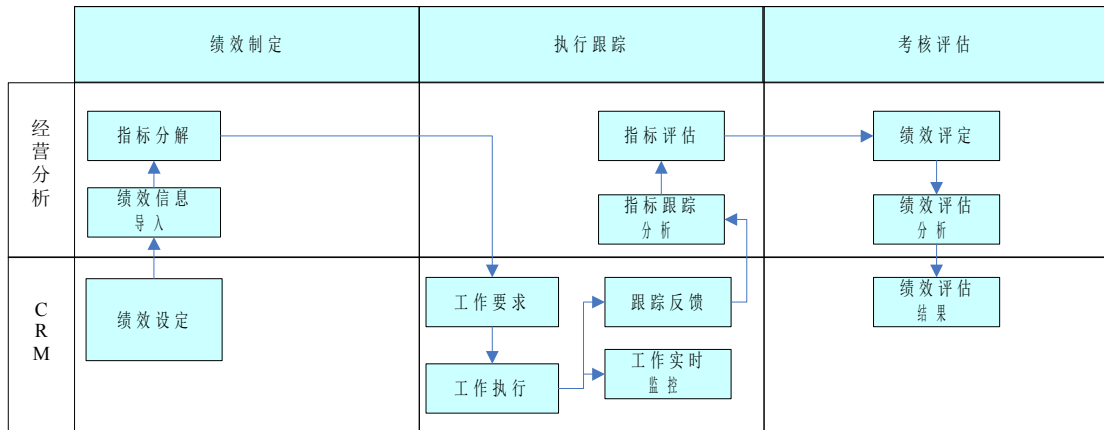 绩效制定
执行跟踪
考核评估
经营分析
指标分解
指标评估
绩效评定
绩效信息
导入
指标跟踪
分析
绩效评估
分析
CRM
绩效设定
工作要求
跟踪反馈
绩效评估
结果
工作执行
工作实时
监控